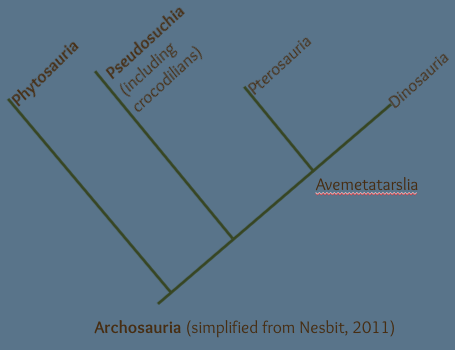 Phytosauria
Pseudosuchia
(including
crocodilians)
Pterosauria
Dinosauria
Avemetatarslia
Archosauria (simplified from Nesbit, 2011)